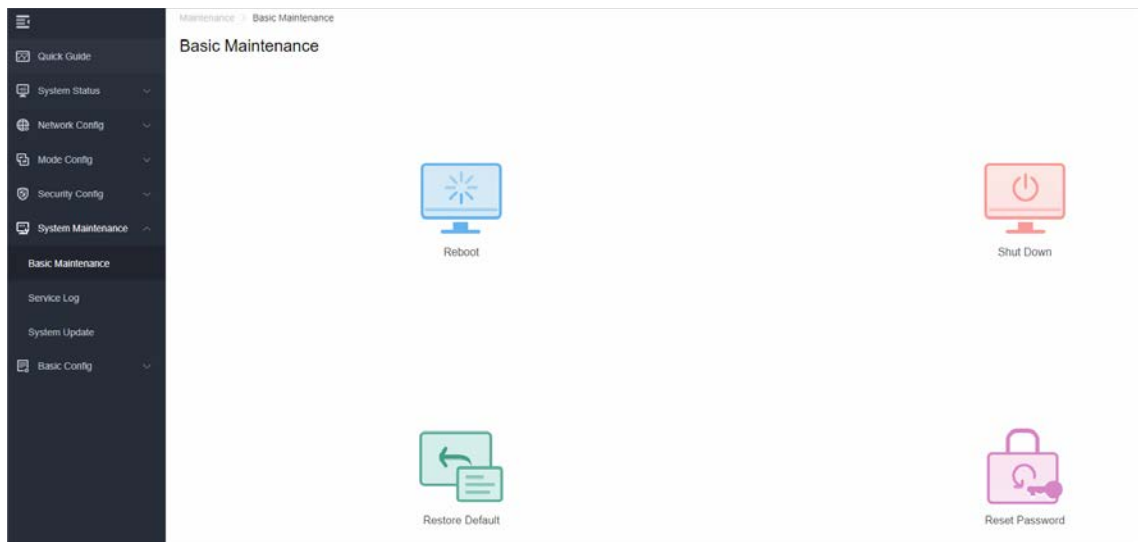 Maintenance > Basic Maintenance
Basic Maintenance
Quick Guide
System Status
Network Config
Mode Config
Security Config
System Maintenance
Basic Maintenance
Service Log
System Update
Basic Config
Reboot
Shut Down
Restore Default
Reset Password